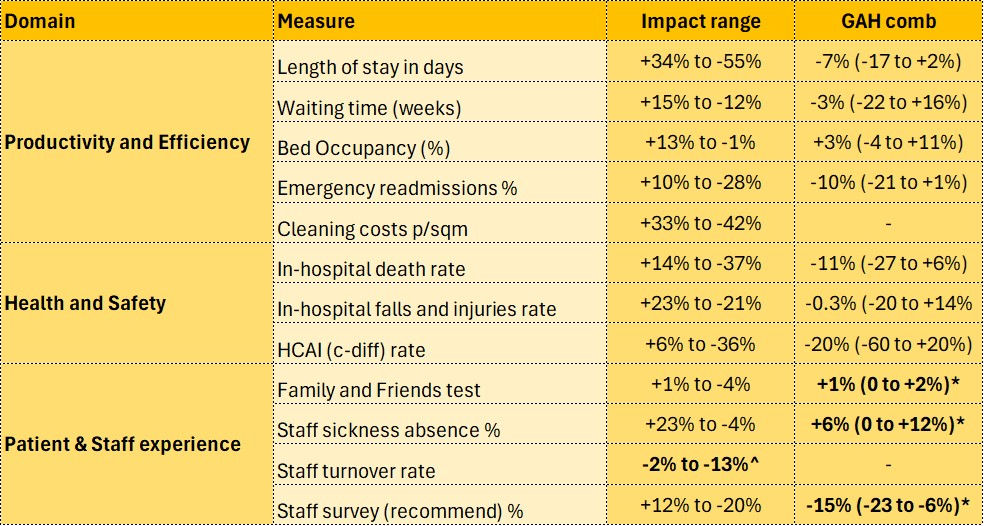 Domain Measure Impact range GAH comb
Length of stay in days +34% to -55% -7% (-17 to +2%)
Waiting time (weeks) +15% to -12% -3% (-22 to +16%)
Productivity and Efficiency Bed Occupancy (%) +13% to -1% +3% (-4 to +11%)
Emergency readmissions % +10% to -28% -10% (-21 to +1%)
Cleaning costs p/sqm +33% to -42% -
In-hospital death rate +14% to -37% -11% (-27 to +6%)
Health and Safety In-hospital falls and injuries rate +23% to -21% -0.3% (-20 to +14%
HCAI (c-diff) rate +6% to -36% -20% (-60 to +20%)
Family and Friends test +1% to -4% +1% (0 to +2%)*
Staff sickness absence % +23% to -4% +6% (0 to +12%)*
Patient & Staff experience Staff turnover rate -2% to -13%^ -
Staff survey (recommend) % +12% to -20% -15% (-23 to -6%)*